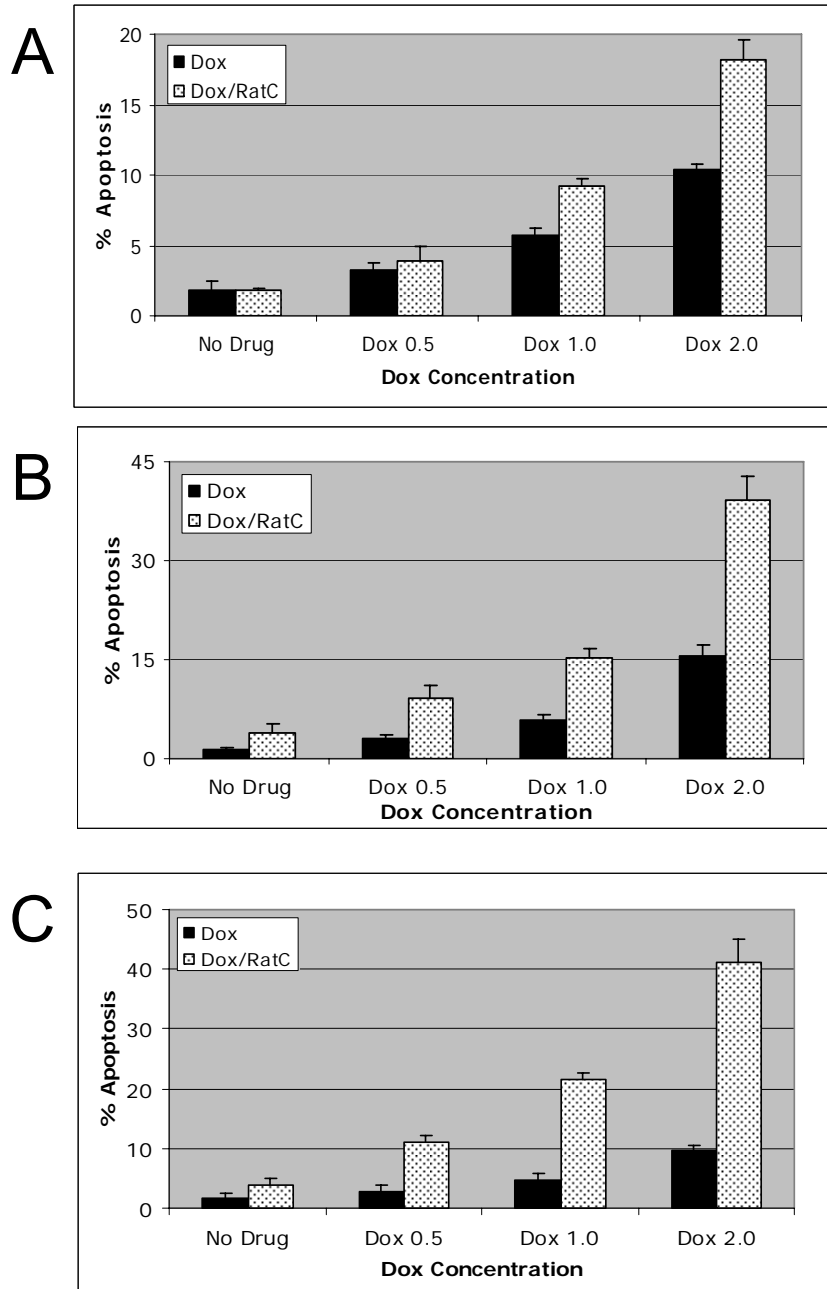 A
20
15
10
5
0
% Apoptosis
Dox
Dox/RatC
No Drug Dox 0.5 Dox 1.0 Dox 2.0
Dox Concentration
B
45
30
15
0
% Apoptosis
Dox
Dox/RatC
No Drug Dox 0.5 Dox 1.0 Dox 2.0
Dox Concentration
C
50
40
30
20
10
0
% Apoptosis
Dox
Dox/RatC
No Drug Dox 0.5 Dox 1.0 Dox 2.0
Dox Concentration